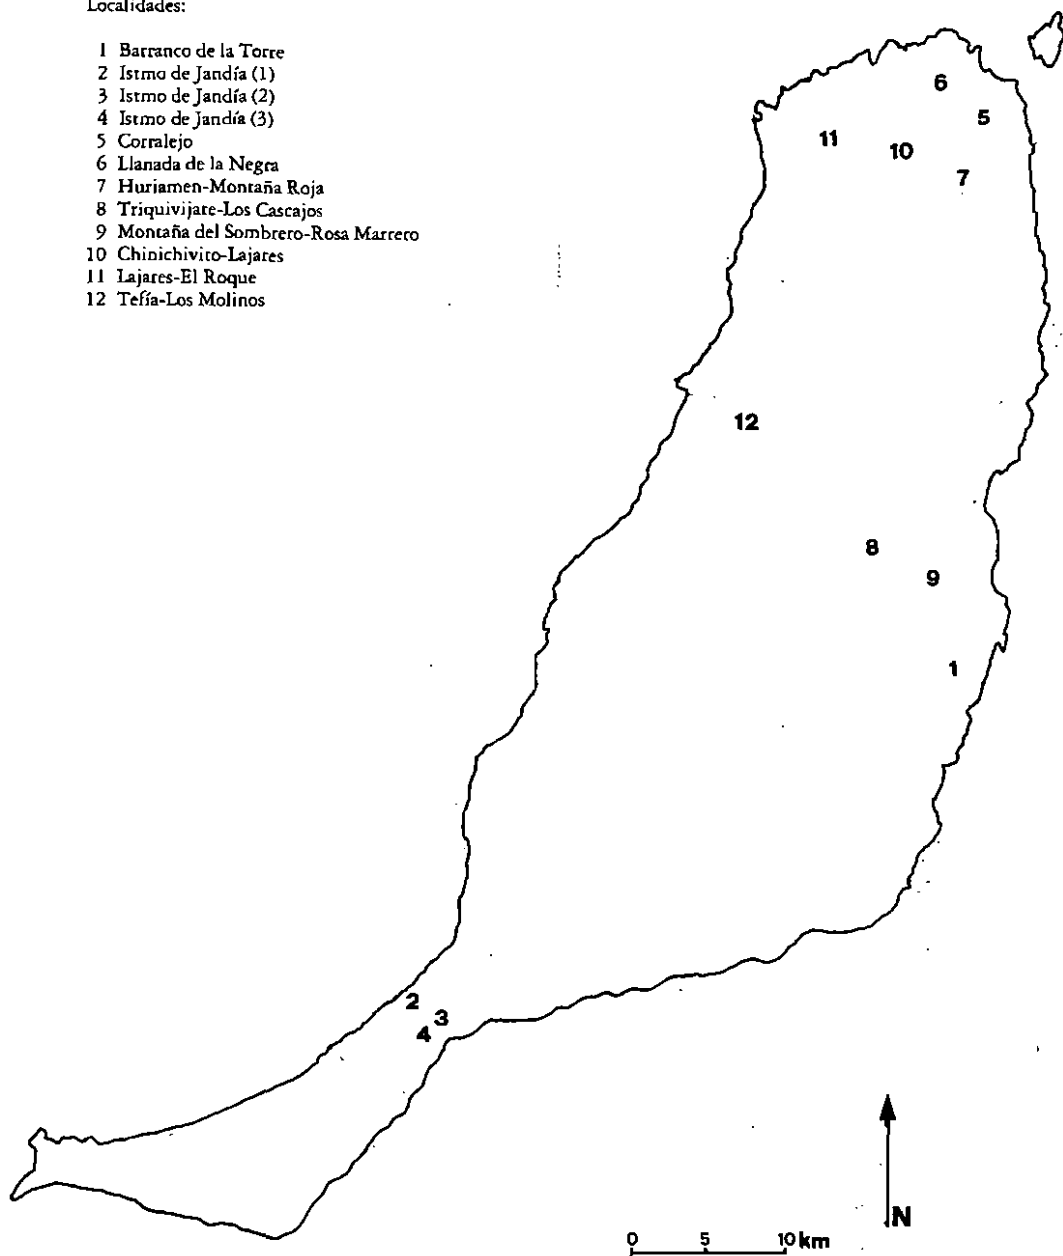 Localidades:
1 Barranco de la Torre
2 Istmo de Jandía (1)
3 Istmo de Jandía (2)
4 Istmo de Jandía (3)
5 Corralejo
6 Llanada de la Negra
7 Huriamen-Montaña Roja
8 Triquivijate-Los Cascajos
9 Montaña del Sombrero-Rosa Marrero
10 Chinichivito-Lajares
11 Lajares-El Roque
12 Tefía-Los Molinos
6
5
11
10
7
12
8
9
1
2
3
4
N
0 5 10 km